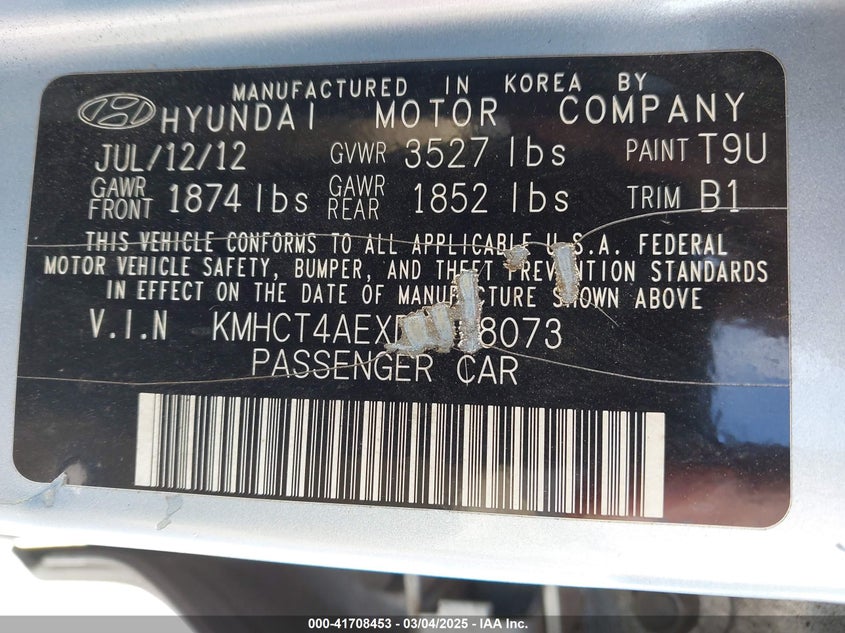 MANUFACTURED IN KOREA BY
HYUNDAI MOTOR COMPANY
JUL/12/12 GVWR 3527 lbs PAINT T9U
GAWR FRONT 1874 lbs GAWR REAR 1852 lbs TRIM B1
THIS VEHICLE CONFORMS TO ALL APPLICABLE U.S.A. FEDERAL
MOTOR VEHICLE SAFETY, BUMPER, AND THEFT PREVENTION STANDARDS
IN EFFECT ON THE DATE OF MANUFACTURE SHOWN ABOVE
V.I.N
PASSENGER CAR
000-41708453 — 03/04/2025 — IAA Inc.